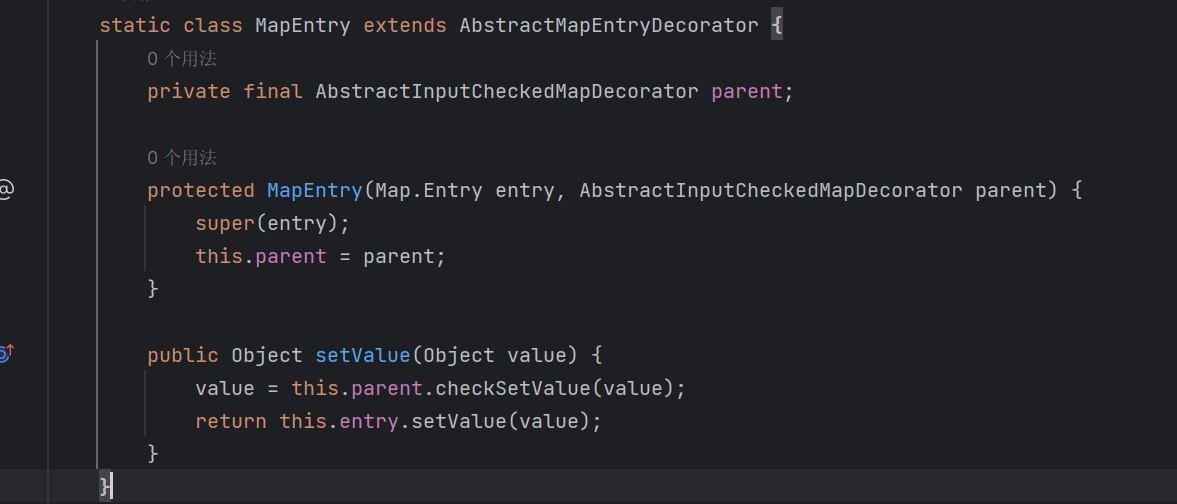 static class MapEntry extends AbstractMapEntryDecorator {
0 个用法
private final AbstractInputCheckedMapDecorator parent;
0 个用法
protected MapEntry(Map.Entry entry, AbstractInputCheckedMapDecorator parent) {
super(entry);
this.parent = parent;
}
public Object setValue(Object value) {
value = this.parent.checkSetValue(value);
return this.entry.setValue(value);
}
}